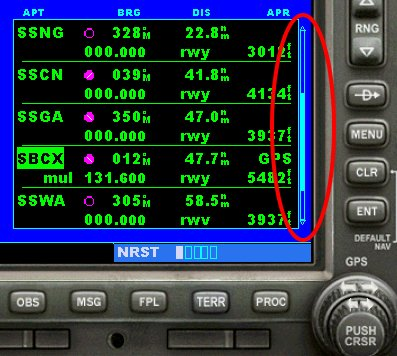 APT BRG DIS APR
SSNG 328°M 22.8nm
000.000 rwy 3012ft
SSCN 039°M 41.8nm
000.000 rwy 4134ft
SSGA 350°M 47.0nm
000.000 rwy 3937ft
SBCX 012°M 47.7nm GPS
mul 131.600 rwy 5482ft
SSWA 305°M 58.5nm
000.000 rwy 3937ft
NRST
RNG
D
MENU
CLR
ENT
DEFAULT
NAV
GPS
OBS MSG FPL TERR PROC
PUSH
CRSR